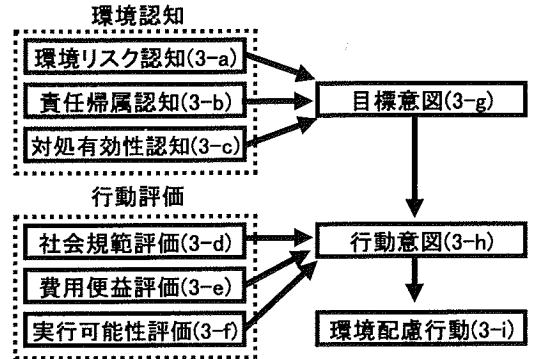 環境認知
環境リスク認知(3-a)
責任帰属認知(3-b)
対処有効性認知(3-c)
目標意図(3-g)
行動評価
社会規範評価(3-d)
費用便益評価(3-e)
実行可能性評価(3-f)
行動意図(3-h)
環境配慮行動(3-i)